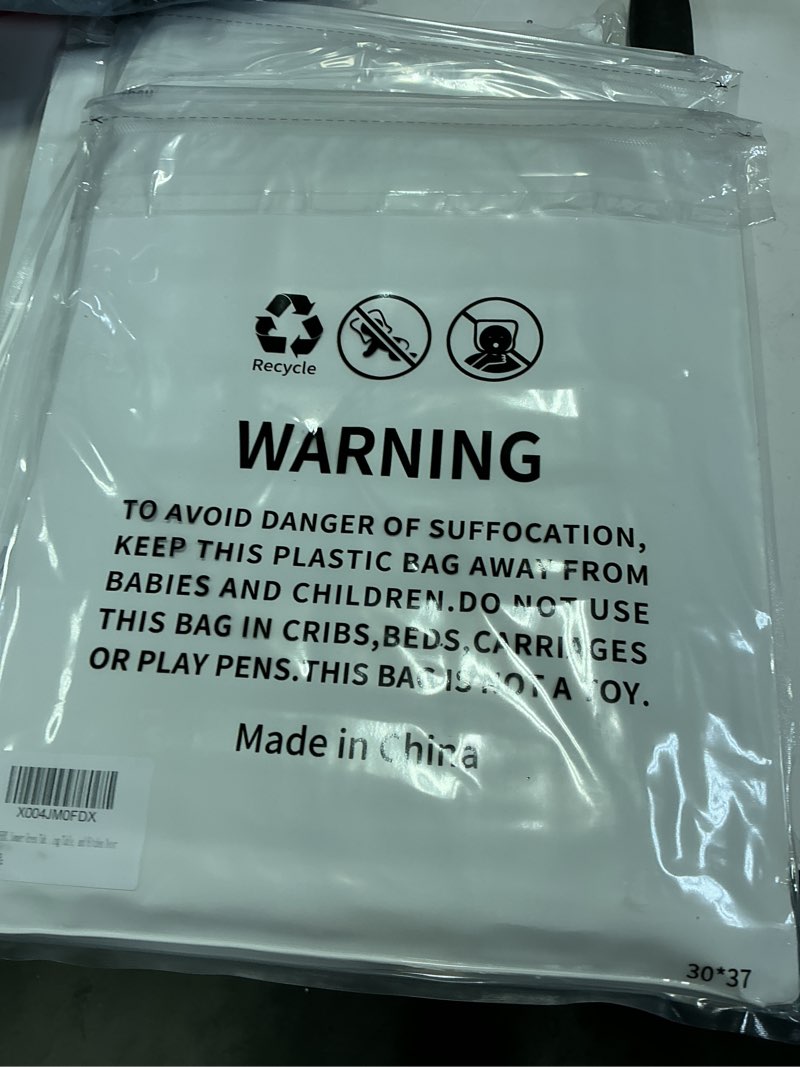 Recycle
WARNING
TO AVOID DANGER OF SUFFOCATION,
KEEP THIS PLASTIC BAG AWAY FROM
BABIES AND CHILDREN.DO NOT USE
THIS BAG IN CRIBS,BEDS,CARRIAGES
OR PLAY PENS.THIS BAG IS NOT A TOY.
Made in China
X004JM0FDX
30*37